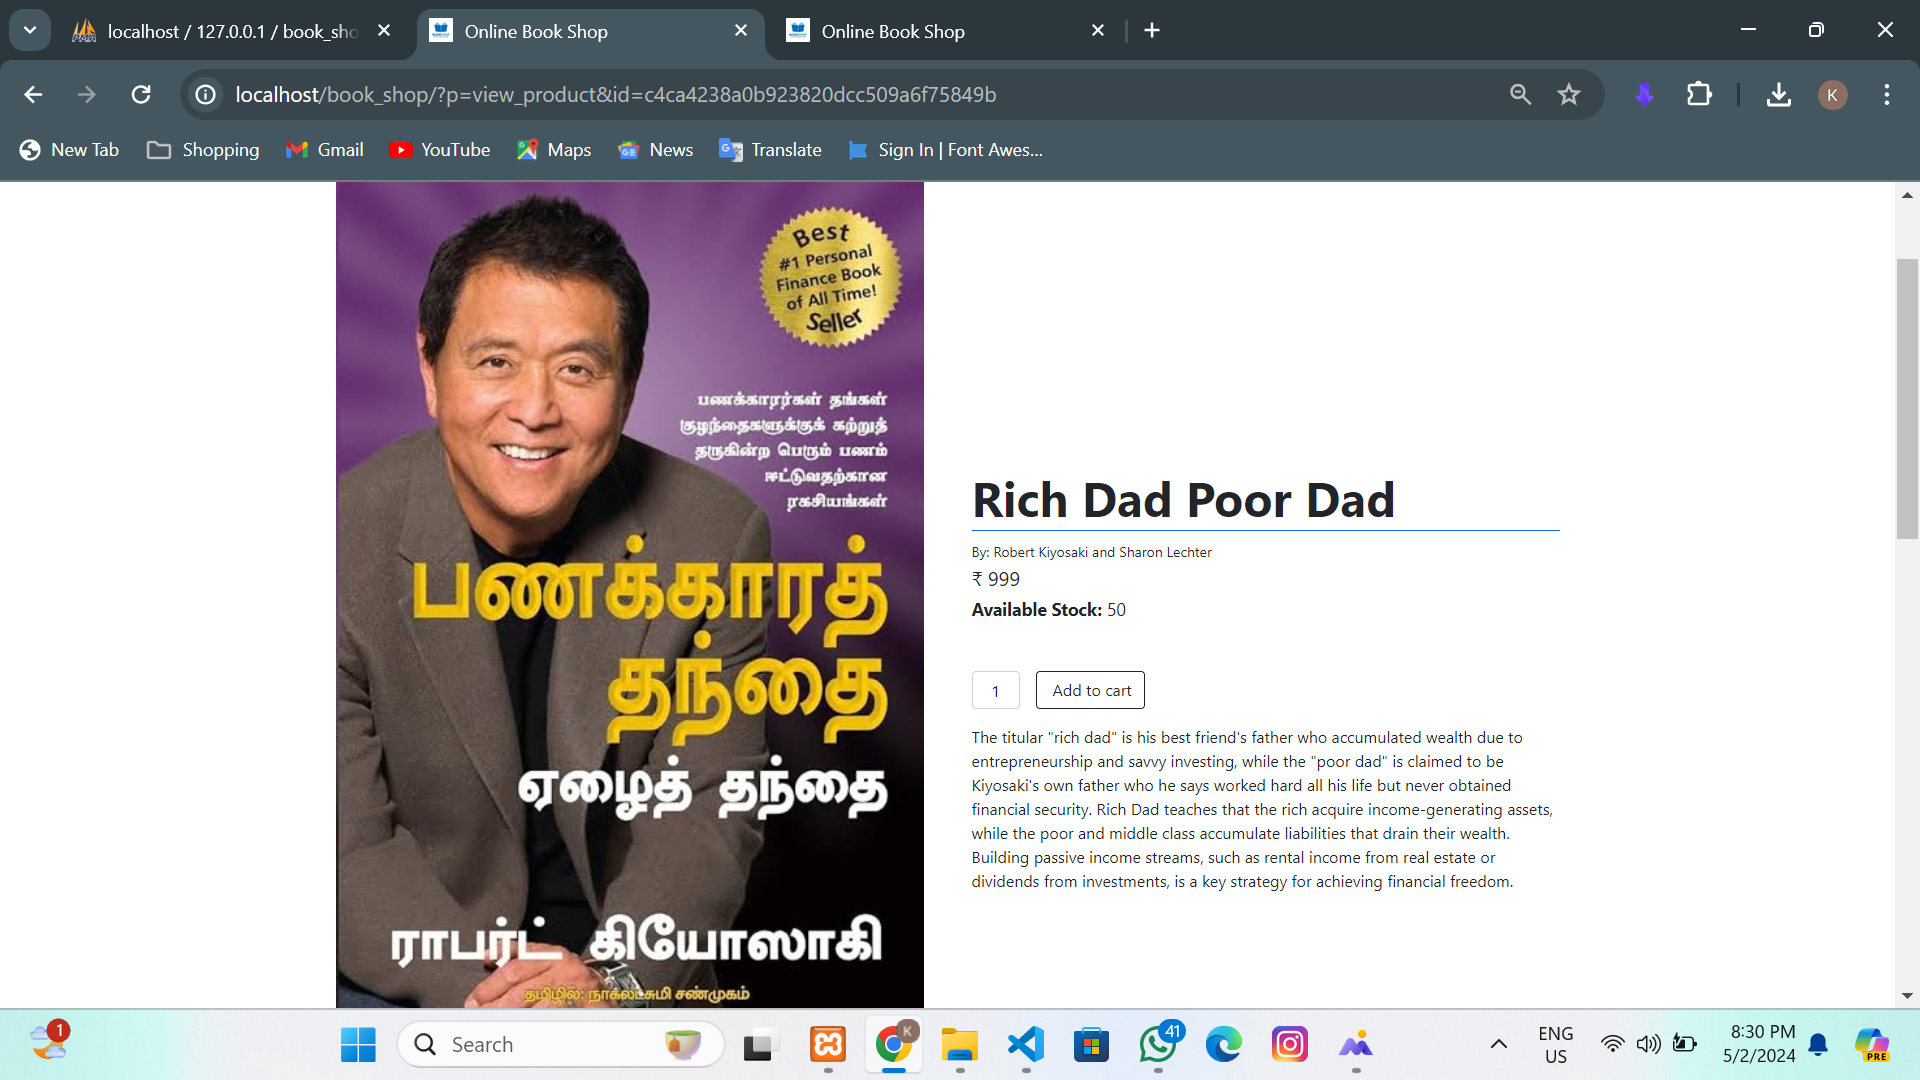 localhost / 127.0.0.1 / book_sho
Online Book Shop
Online Book Shop
localhost/book_shop/?p=view_product&id=c4ca4238a0b923820dcc509a6f75849b
K
New Tab
Shopping
Gmail
YouTube
Maps
News
Translate
Sign In | Font Awes...
Best
#1 Personal
Finance Book
of All Time!
Seller
பணக்காரர்கள் தங்கள்
குழந்தைகளுக்குக் கற்றுத்
தருகின்ற பெரும் பணம்
ஈட்டுவதற்கான
ரகசியங்கள்
பணக்காரத்
தந்தை
ஏழைத் தந்தை
ராபர்ட் கியோஸாகி
தமிழில்: நாகலட்சுமி சண்முகம்
Rich Dad Poor Dad
By: Robert Kiyosaki and Sharon Lechter
₹ 999
Available Stock: 50
1
Add to cart
The titular "rich dad" is his best friend's father who accumulated wealth due to
entrepreneurship and savvy investing, while the "poor dad" is claimed to be
Kiyosaki's own father who he says worked hard all his life but never obtained
financial security. Rich Dad teaches that the rich acquire income-generating assets,
while the poor and middle class accumulate liabilities that drain their wealth.
Building passive income streams, such as rental income from real estate or
dividends from investments, is a key strategy for achieving financial freedom.
1
Search
K
41
ENG
US
8:30 PM
5/2/2024
PRE